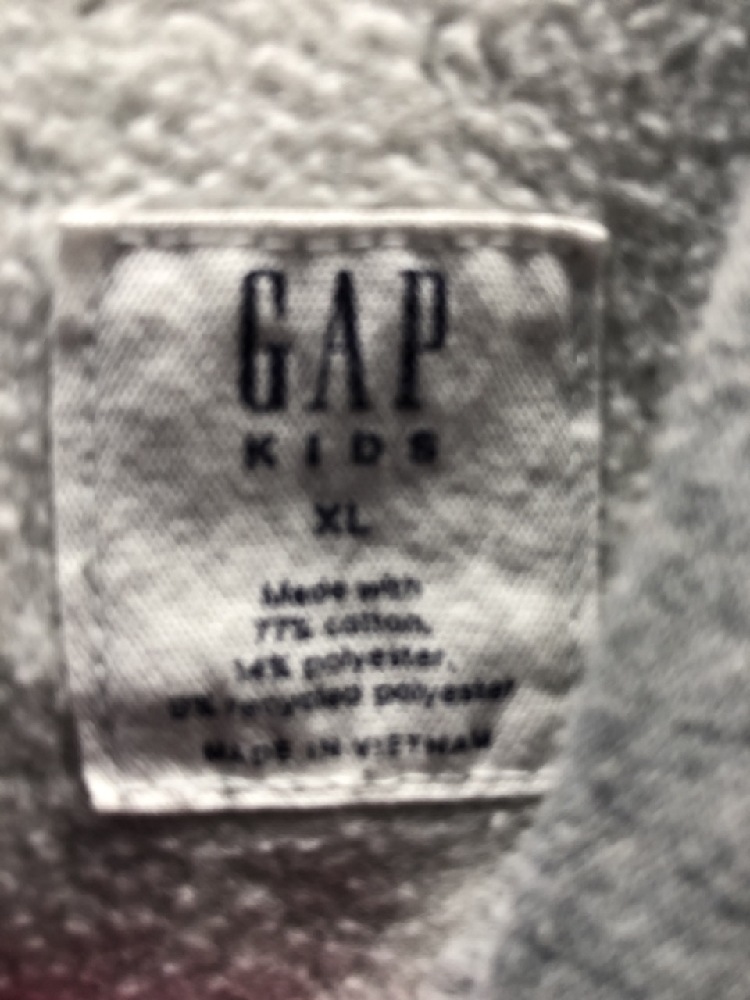 GAP
KIDS
XL
Made with
77% cotton,
14% polyester,
recycled polyester
MADE IN VIETNAM